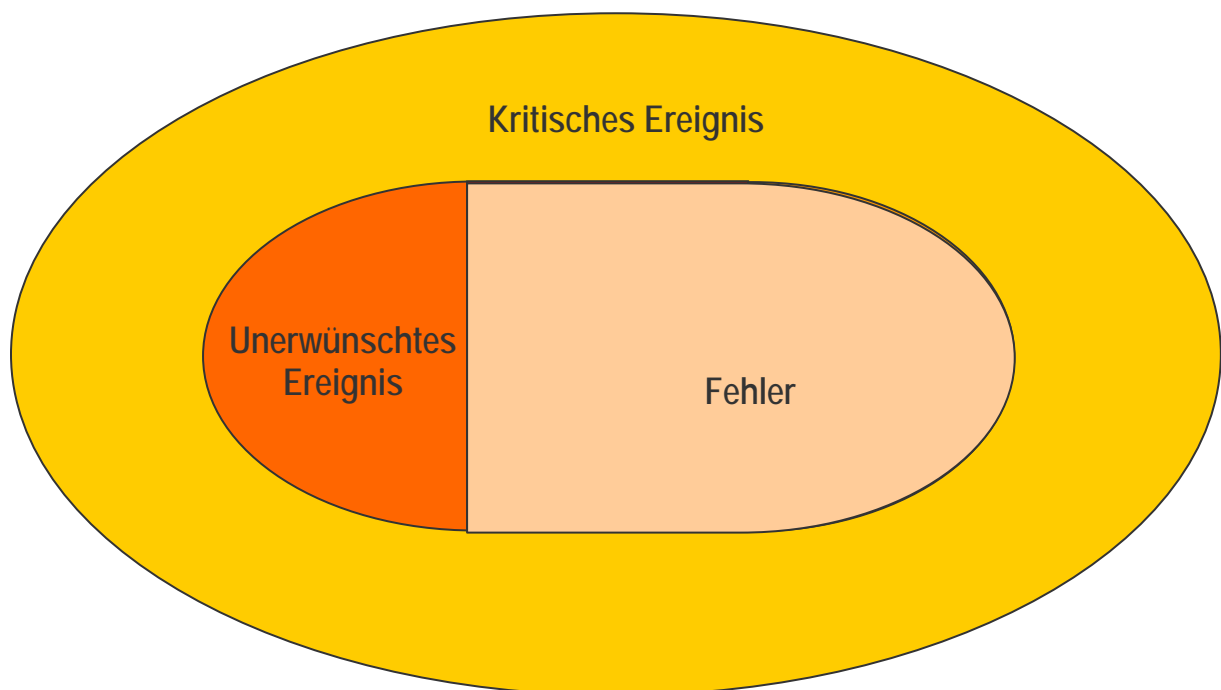 Kritisches Ereignis
Unerwünschtes
Ereignis
Fehler